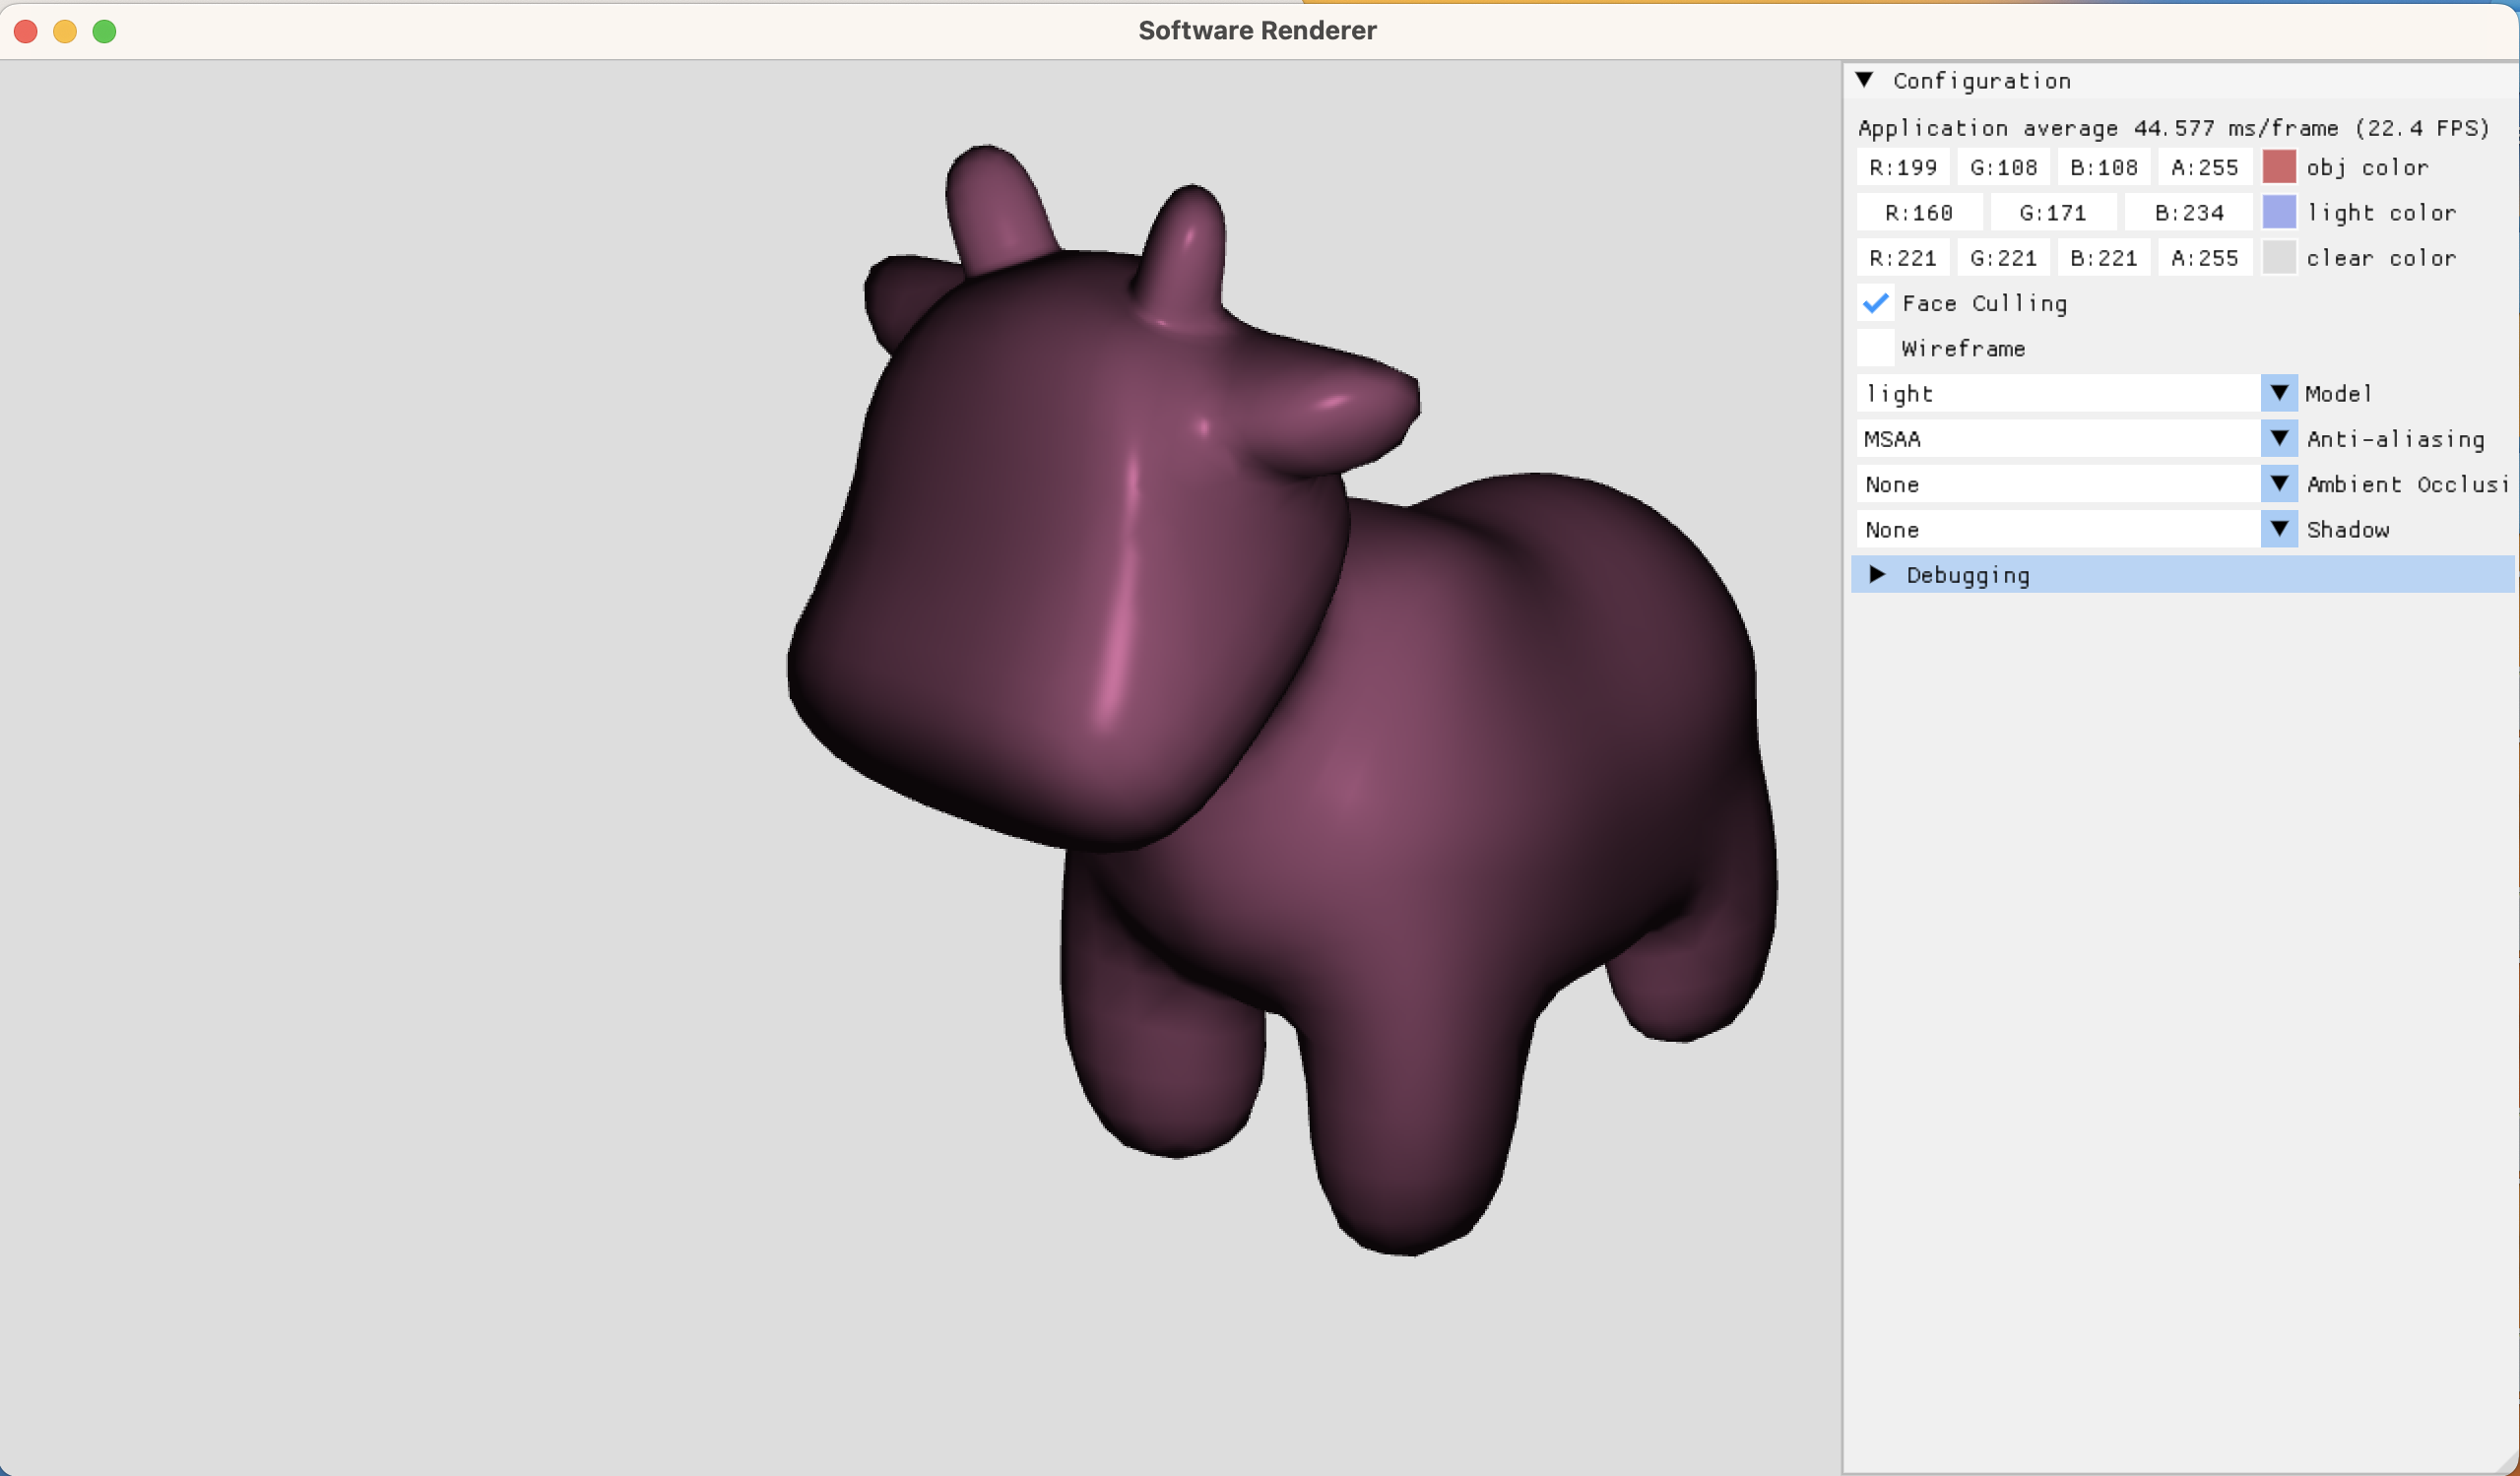 Software Renderer
Configuration
Application average 44.577 ms/frame (22.4 FPS)
R:199 G:108 B:108 A:255 obj color
R:160 G:171 B:234 light color
R:221 G:221 B:221 A:255 clear color
Face Culling
Wireframe
light Model
MSAA Anti-aliasing
None Ambient Occlusi
None Shadow
Debugging